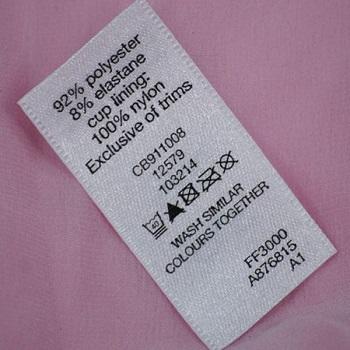 92% polyester
8% elastane
cup lining:
100% nylon
Exclusive of trims
CB911008
12579
103214
40
WASH SIMILAR
COLOURS TOGETHER
FF3000
A876815
A1